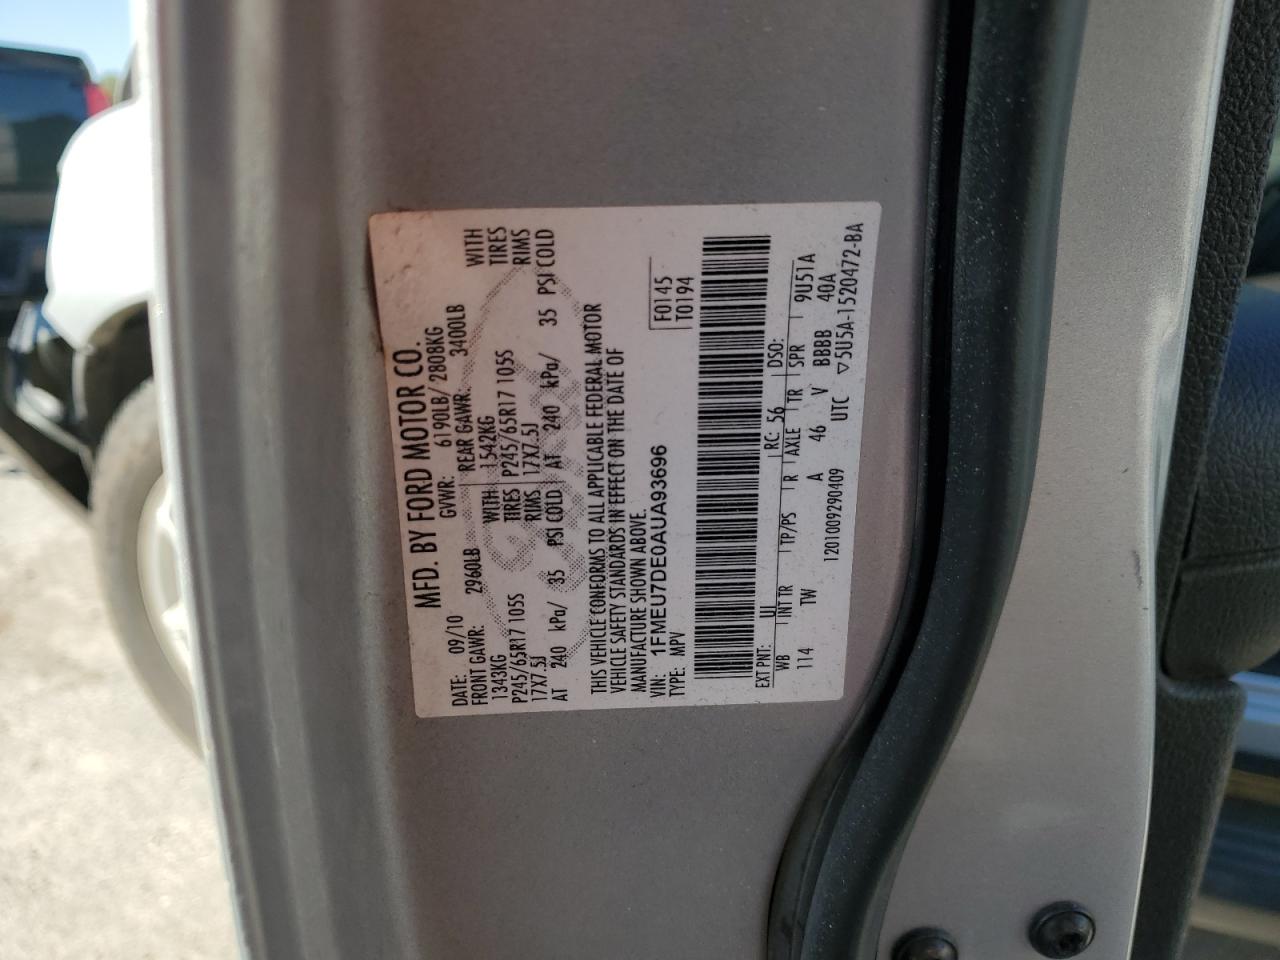 MFD. BY FORD MOTOR CO.
DATE: 09/10 GVWR: 6190LB/ 2808KG
FRONT GAWR: 2960LB REAR GAWR: 3400LB
1343KG WITH 1542KG WITH
P245/65R17 105S TIRES P245/65R17 105S TIRES
17X7.5J RIMS 17X7.5J RIMS
AT 240 kPa/ 35 PSI COLD AT 240 kPa/ 35 PSI COLD
THIS VEHICLE CONFORMS TO ALL APPLICABLE FEDERAL MOTOR
VEHICLE SAFETY STANDARDS IN EFFECT ON THE DATE OF
MANUFACTURE SHOWN ABOVE.
VIN: 1FMEU7DE0AUA93696 F0145
TYPE: MPV T0194
EXT PNT: UI RC: 56 DSO:
WB INT TR TP/PS R AXLE TR SPR 9U51A
114 TW A 46 V BBBB 40A
1201009290409 UTC ▽5U5A-1520472-BA